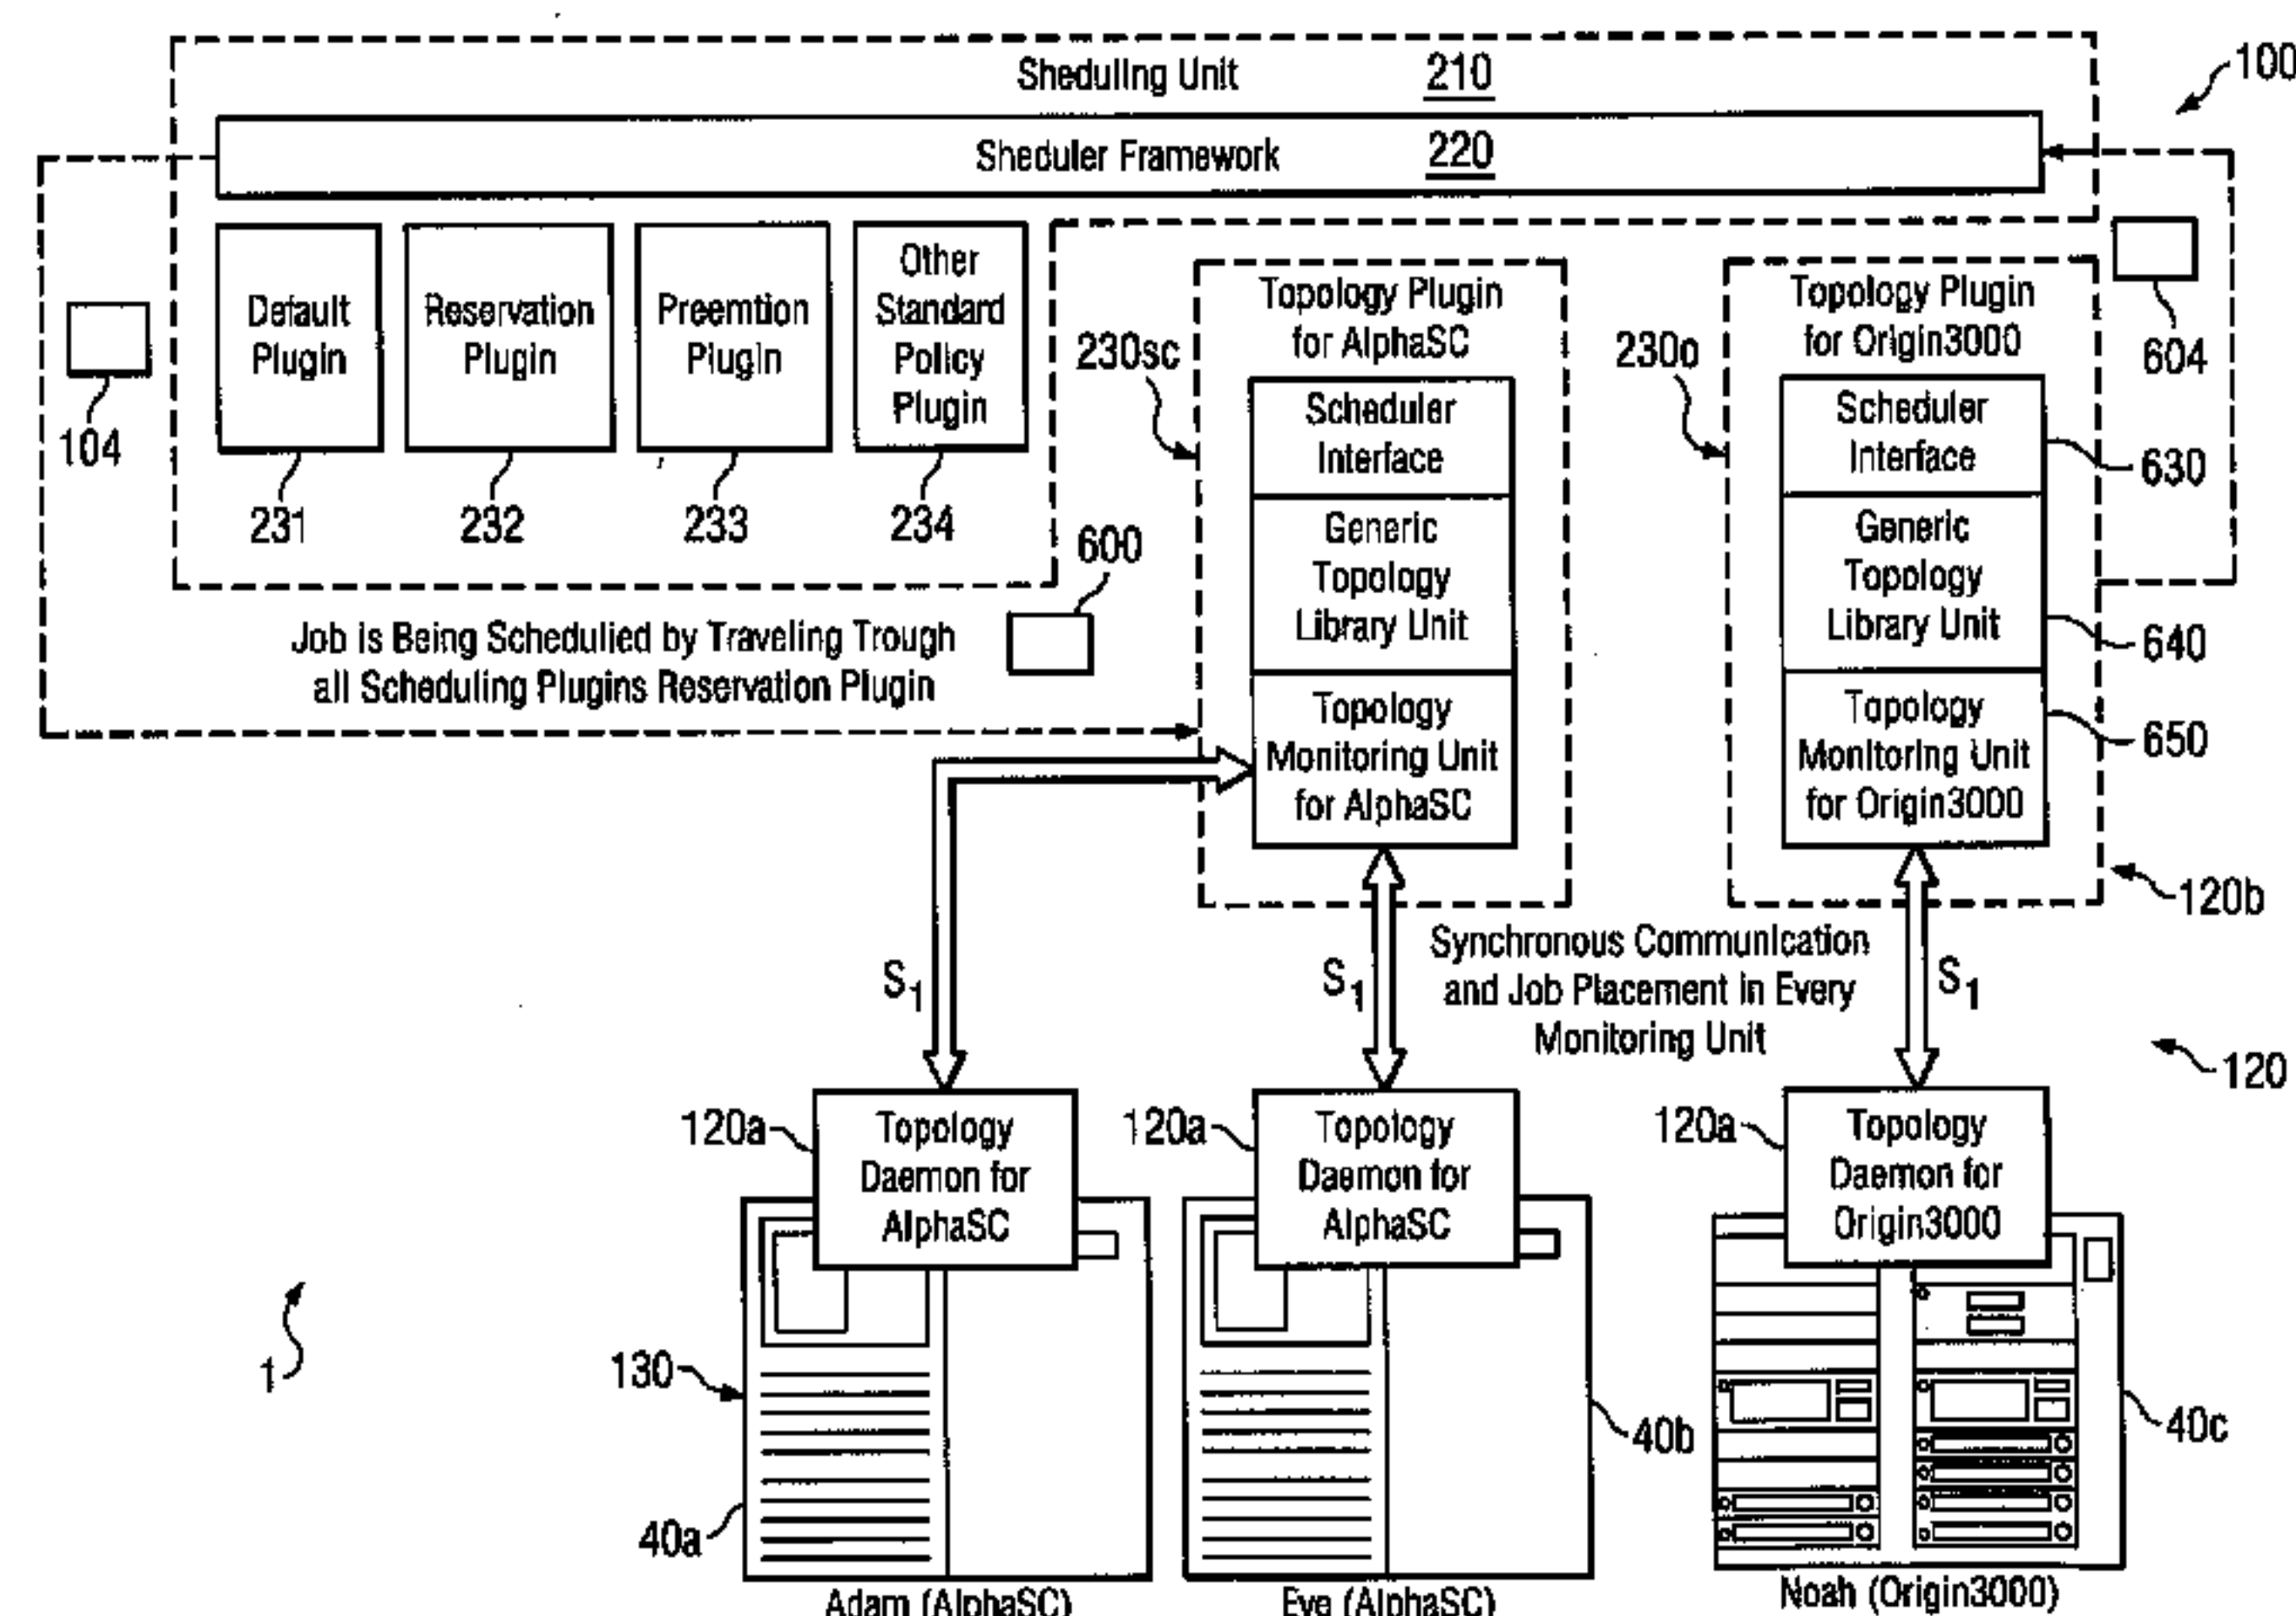 Sheduling Unit 210
100
Sheduler Framework 220
Default
Plugin
Reservation
Plugin
Preemtion
Plugin
Other
Standard
Policy
Plugin
104
231
232
233
234
600
Job is Being Schedulied by Traveling Trough
all Scheduling Plugins Reservation Plugin
Topology Plugin
for AlphaSC
230sc
Scheduler
Interface
Generic
Topology
Library Unit
Topology
Monitoring Unit
for AlphaSC
Topology Plugin
for Origin3000
230o
604
Scheduler
Interface
630
Generic
Topology
Library Unit
640
Topology
Monitoring Unit
for Origin3000
650
120b
S1
S1
Synchronous Communication
and Job Placement in Every
Monitoring Unit
S1
120
120a
Topology
Daemon for
AlphaSC
120a
Topology
Daemon for
AlphaSC
120a
Topology
Daemon for
Origin3000
1
130
40a
40b
40c
Adam (AlphaSC)
Eve (AlphaSC)
Noah (Origin3000)